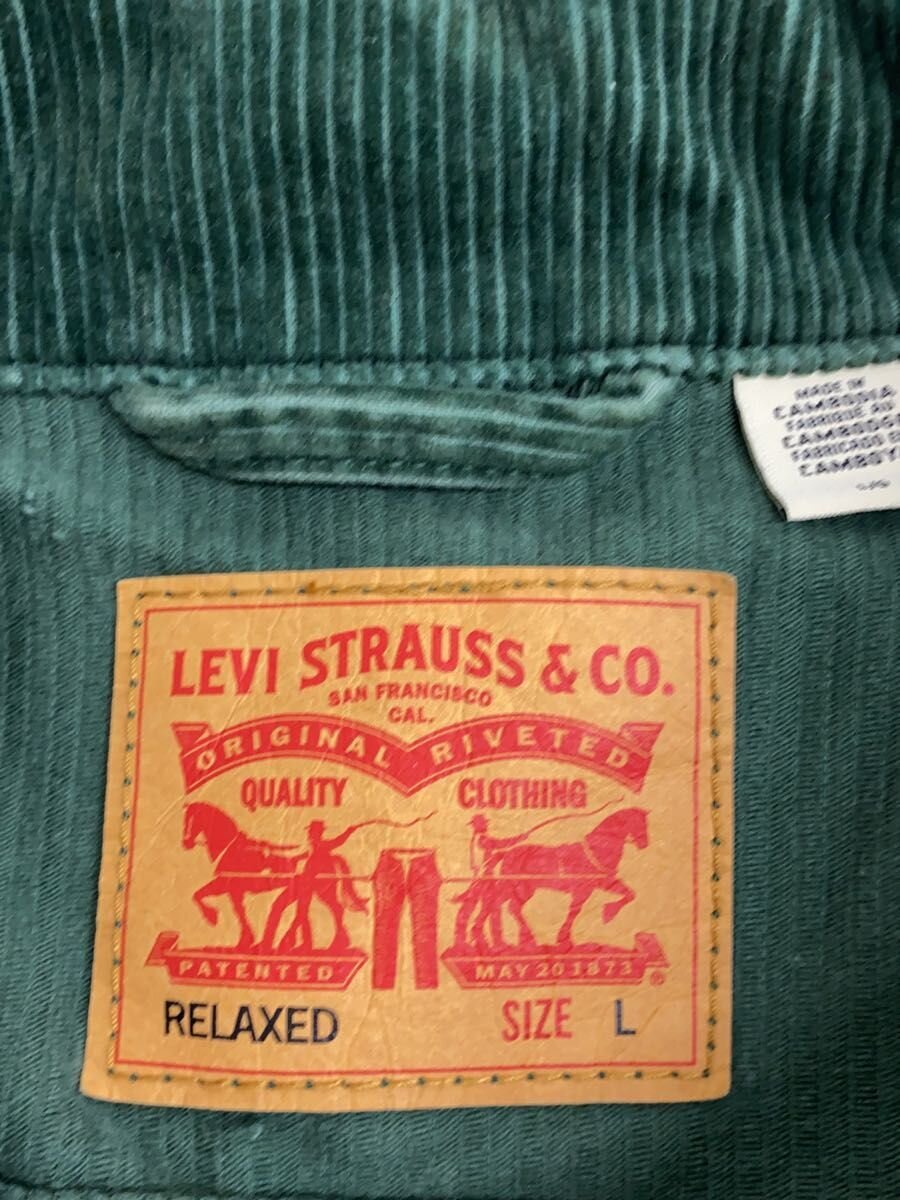 MADE IN
CAMBODIA
FABRIQUE AU
FABRICADO
LEVI STRAUSS & CO.
SAN FRANCISCO
CAL.
ORIGINAL RIVETED
QUALITY CLOTHING
PATENTED MAY 20 1873 ®
RELAXED SIZE L